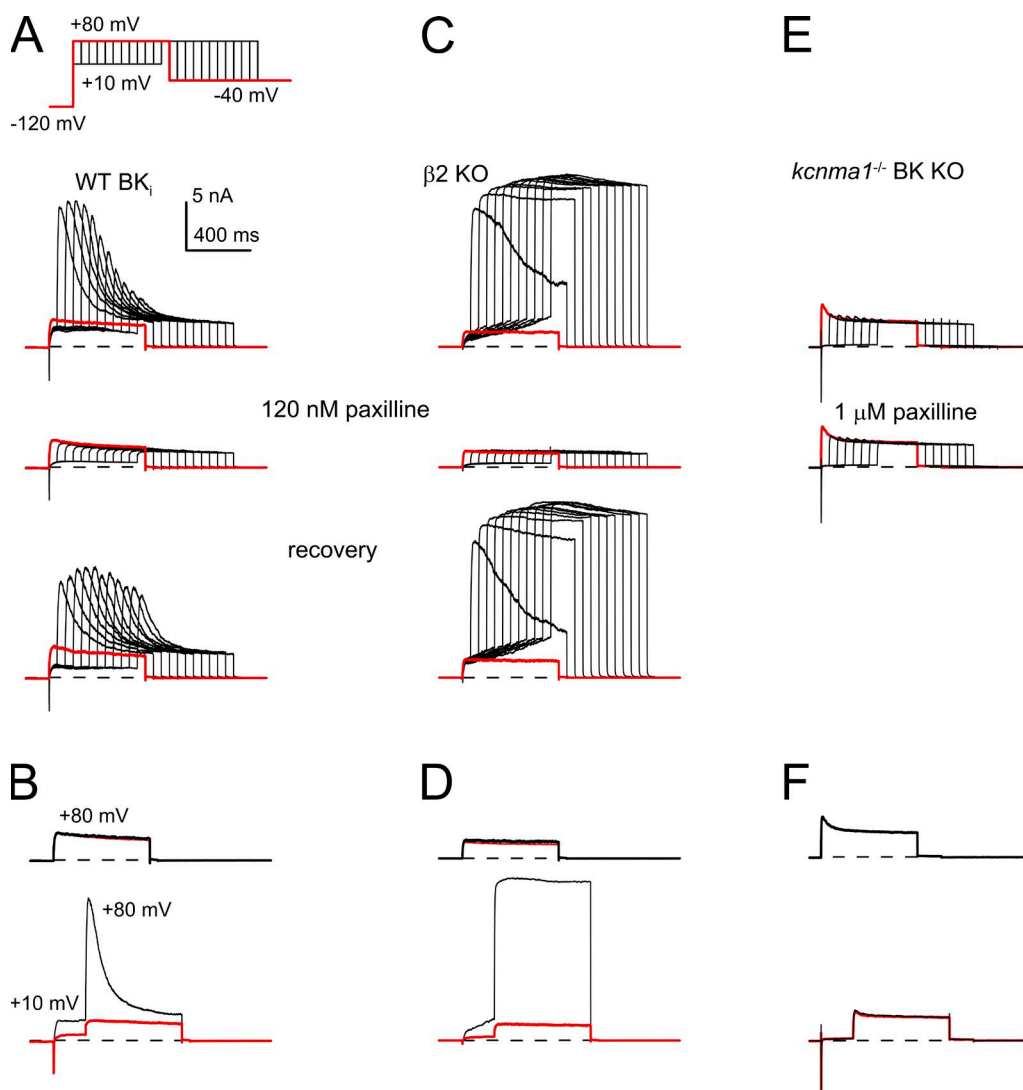 A
+80 mV
+10 mV
-40 mV
-120 mV
WT BKi
5 nA
400 ms
C
β2 KO
E
kcnma1-/- BK KO
120 nM paxilline
1 μM paxilline
recovery
B
+80 mV
+80 mV
+10 mV
D
F